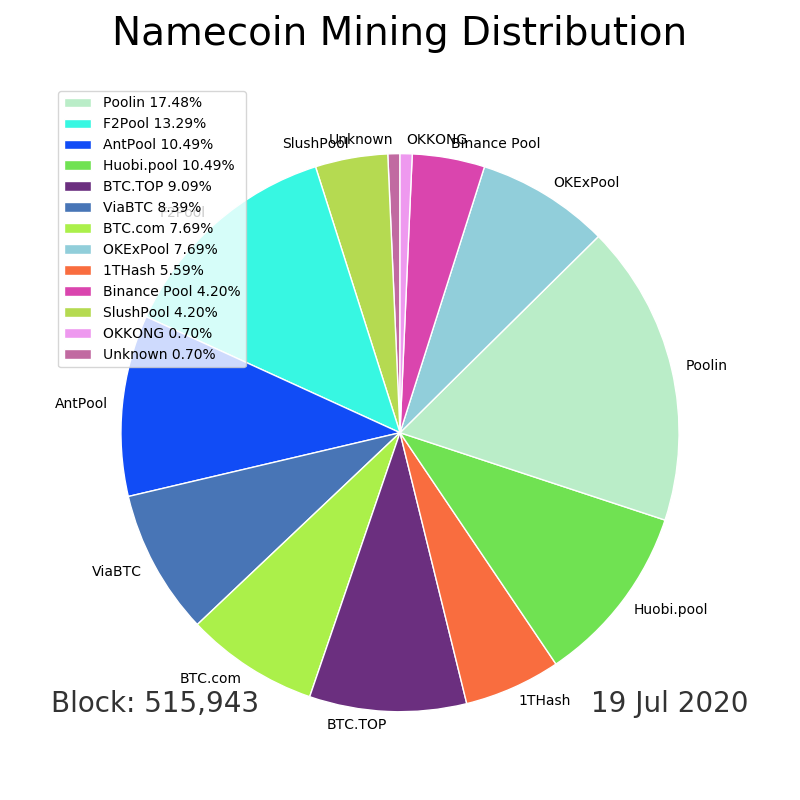 Namecoin Mining Distribution
Poolin 17.48%
F2Pool 13.29%
AntPool 10.49%
Huobi.pool 10.49%
BTC.TOP 9.09%
ViaBTC 8.39%
BTC.com 7.69%
OKExPool 7.69%
1THash 5.59%
Binance Pool 4.20%
SlushPool 4.20%
OKKONG 0.70%
Unknown 0.70%
SlushPool
Unknown
OKKONG
Binance Pool
OKExPool
F2Pool
Poolin
AntPool
ViaBTC
Huobi.pool
BTC.com
1THash
BTC.TOP
Block: 515,943
19 Jul 2020